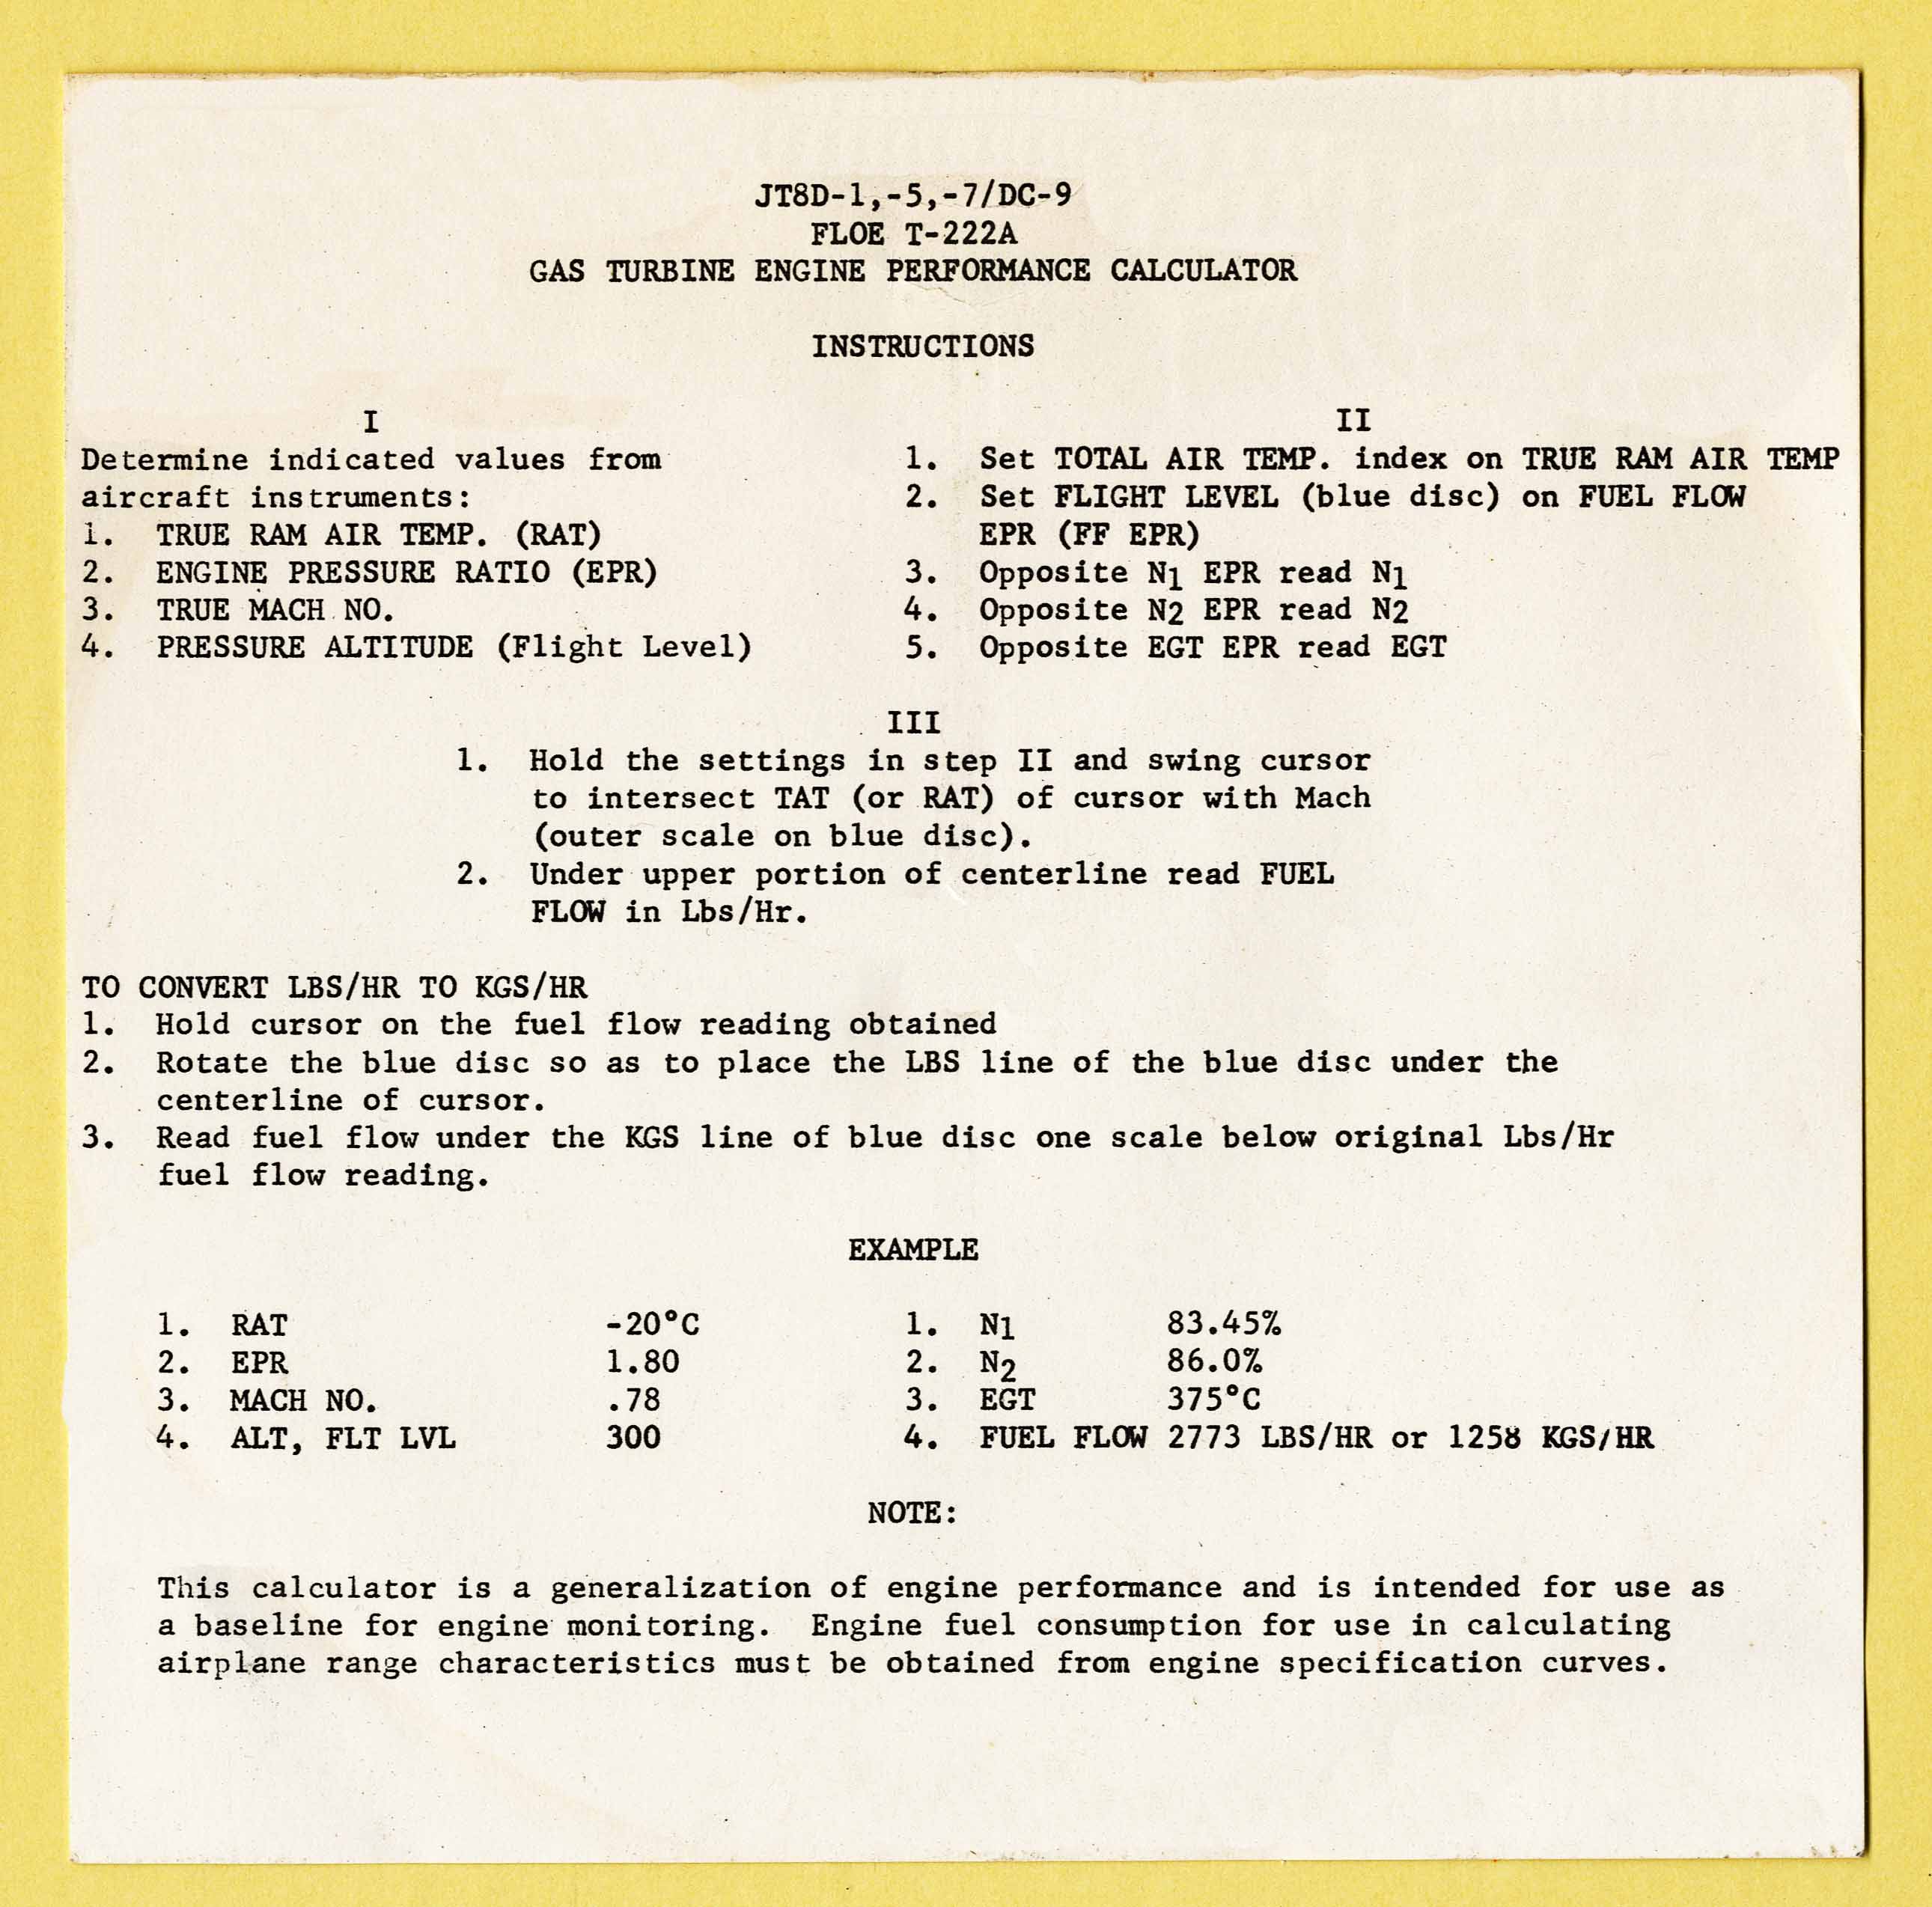 JT8D-1,-5,-7/DC-9
FLOE T-222A
GAS TURBINE ENGINE PERFORMANCE CALCULATOR
INSTRUCTIONS
I
Determine indicated values from
aircraft instruments:
1. TRUE RAM AIR TEMP. (RAT)
2. ENGINE PRESSURE RATIO (EPR)
3. TRUE MACH NO.
4. PRESSURE ALTITUDE (Flight Level)
II
1. Set TOTAL AIR TEMP. index on TRUE RAM AIR TEMP
2. Set FLIGHT LEVEL (blue disc) on FUEL FLOW
EPR (FF EPR)
3. Opposite N1 EPR read N1
4. Opposite N2 EPR read N2
5. Opposite EGT EPR read EGT
III
1. Hold the settings in step II and swing cursor
to intersect TAT (or RAT) of cursor with Mach
(outer scale on blue disc).
2. Under upper portion of centerline read FUEL
FLOW in Lbs/Hr.
TO CONVERT LBS/HR TO KGS/HR
1. Hold cursor on the fuel flow reading obtained
2. Rotate the blue disc so as to place the LBS line of the blue disc under the
centerline of cursor.
3. Read fuel flow under the KGS line of blue disc one scale below original Lbs/Hr
fuel flow reading.
EXAMPLE
1. RAT -20°C
2. EPR 1.80
3. MACH NO. .78
4. ALT, FLT LVL 300
1. N1 83.45%
2. N2 86.0%
3. EGT 375°C
4. FUEL FLOW 2773 LBS/HR or 1258 KGS/HR
NOTE:
This calculator is a generalization of engine performance and is intended for use as
a baseline for engine monitoring. Engine fuel consumption for use in calculating
airplane range characteristics must be obtained from engine specification curves.